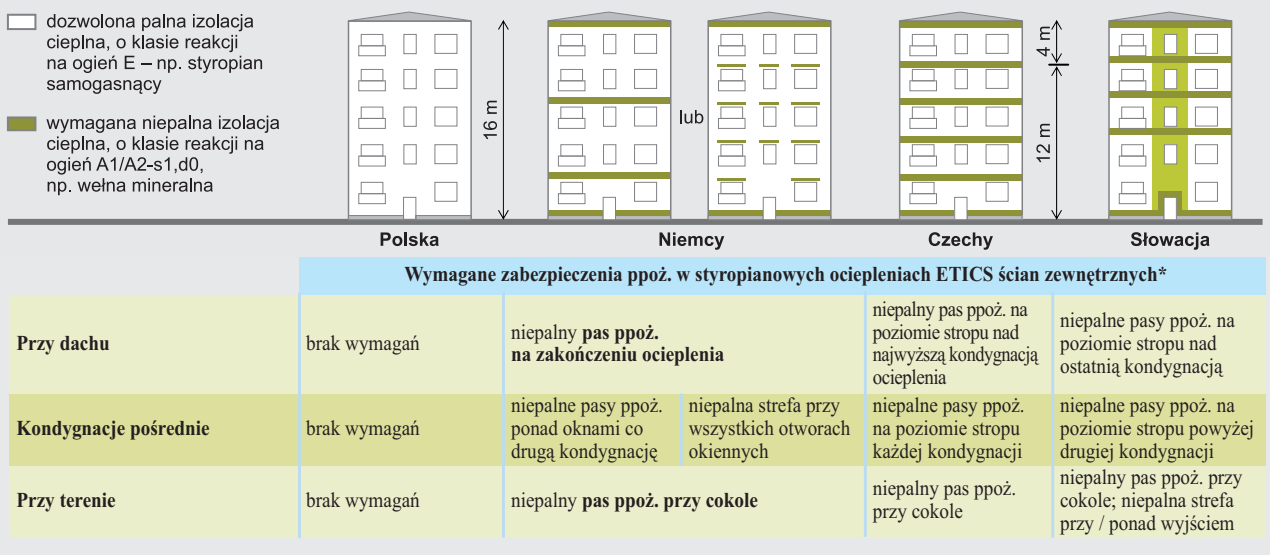 dozwolona palna izolacja
cieplna, o klasie reakcji
na ogień E – np. styropian
samogasnący
wymagana niepalna izolacja
cieplna, o klasie reakcji na
ogień A1/A2-s1,d0,
np. wełna mineralna
16 m
lub
4 m
12 m
Polska
Niemcy
Czechy
Słowacja
Wymagane zabezpieczenia ppoż. w styropianowych ociepleniach ETICS ścian zewnętrznych*
Przy dachu
brak wymagań
niepalny pas ppoż.
na zakończeniu ocieplenia
niepalny pas ppoż. na
poziomie stropu nad
najwyższą kondygnacją
ocieplenia
niepalne pasy ppoż. na
poziomie stropu nad
ostatnią kondygnacją
Kondygnacje pośrednie
brak wymagań
niepalne pasy ppoż.
ponad oknami co
drugą kondygnację
niepalna strefa przy
wszystkich otworach
okiennych
niepalne pasy ppoż.
na poziomie stropu
każdej kondygnacji
niepalne pasy ppoż. na
poziomie stropu powyżej
drugiej kondygnacji
Przy terenie
brak wymagań
niepalny pas ppoż. przy cokole
niepalny pas ppoż.
przy cokole
niepalny pas ppoż. przy
cokole; niepalna strefa
przy / ponad wyjściem